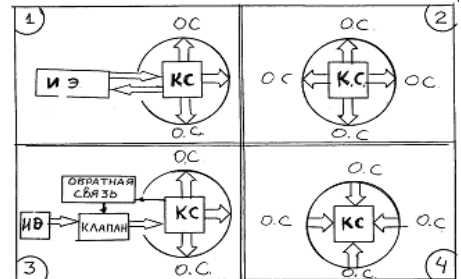 1
О.С
И Э.
КС
О.С.
2
О.С.
О С
К.С.
О.С.
О.С.
3
О.С
ОБРАТНАЯ
СВЯЗЬ
ИЭ
КЛАПАН
КС
О.С.
4
О.С
О.С
КС
О.С
О.С.